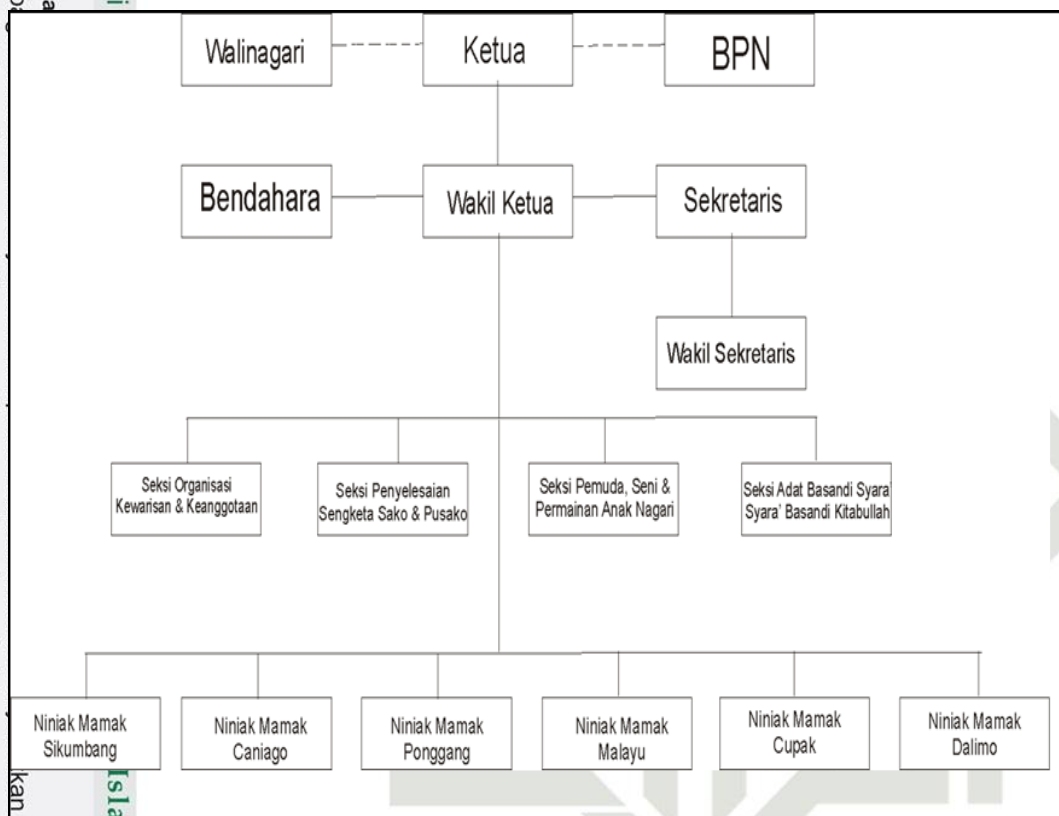 Walinagari
Ketua
BPN
Bendahara
Wakil Ketua
Sekretaris
Wakil Sekretaris
Seksi Organisasi
Kewarisan & Keanggotaan
Seksi Penyelesaian
Sengketa Sako & Pusako
Seksi Pemuda, Seni &
Permainan Anak Nagari
Seksi Adat Basandi Syara'
Syara' Basandi Kitabullah
Niniak Mamak
Sikumbang
Niniak Mamak
Caniago
Niniak Mamak
Ponggang
Niniak Mamak
Malayu
Niniak Mamak
Cupak
Niniak Mamak
Dalimo
Isla
kan